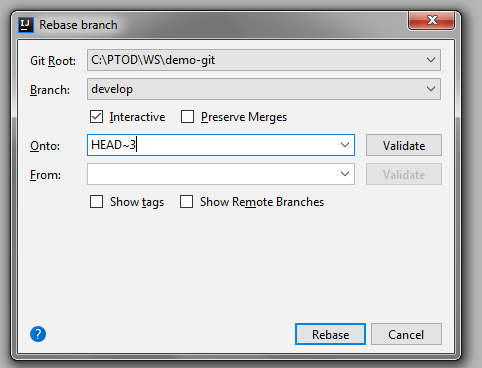 IJ Rebase branch
Git Root: C:\PTOD\WS\demo-git
Branch: develop
Interactive Preserve Merges
Onto: HEAD~3 Validate
From: Validate
Show tags Show Remote Branches
? Rebase Cancel